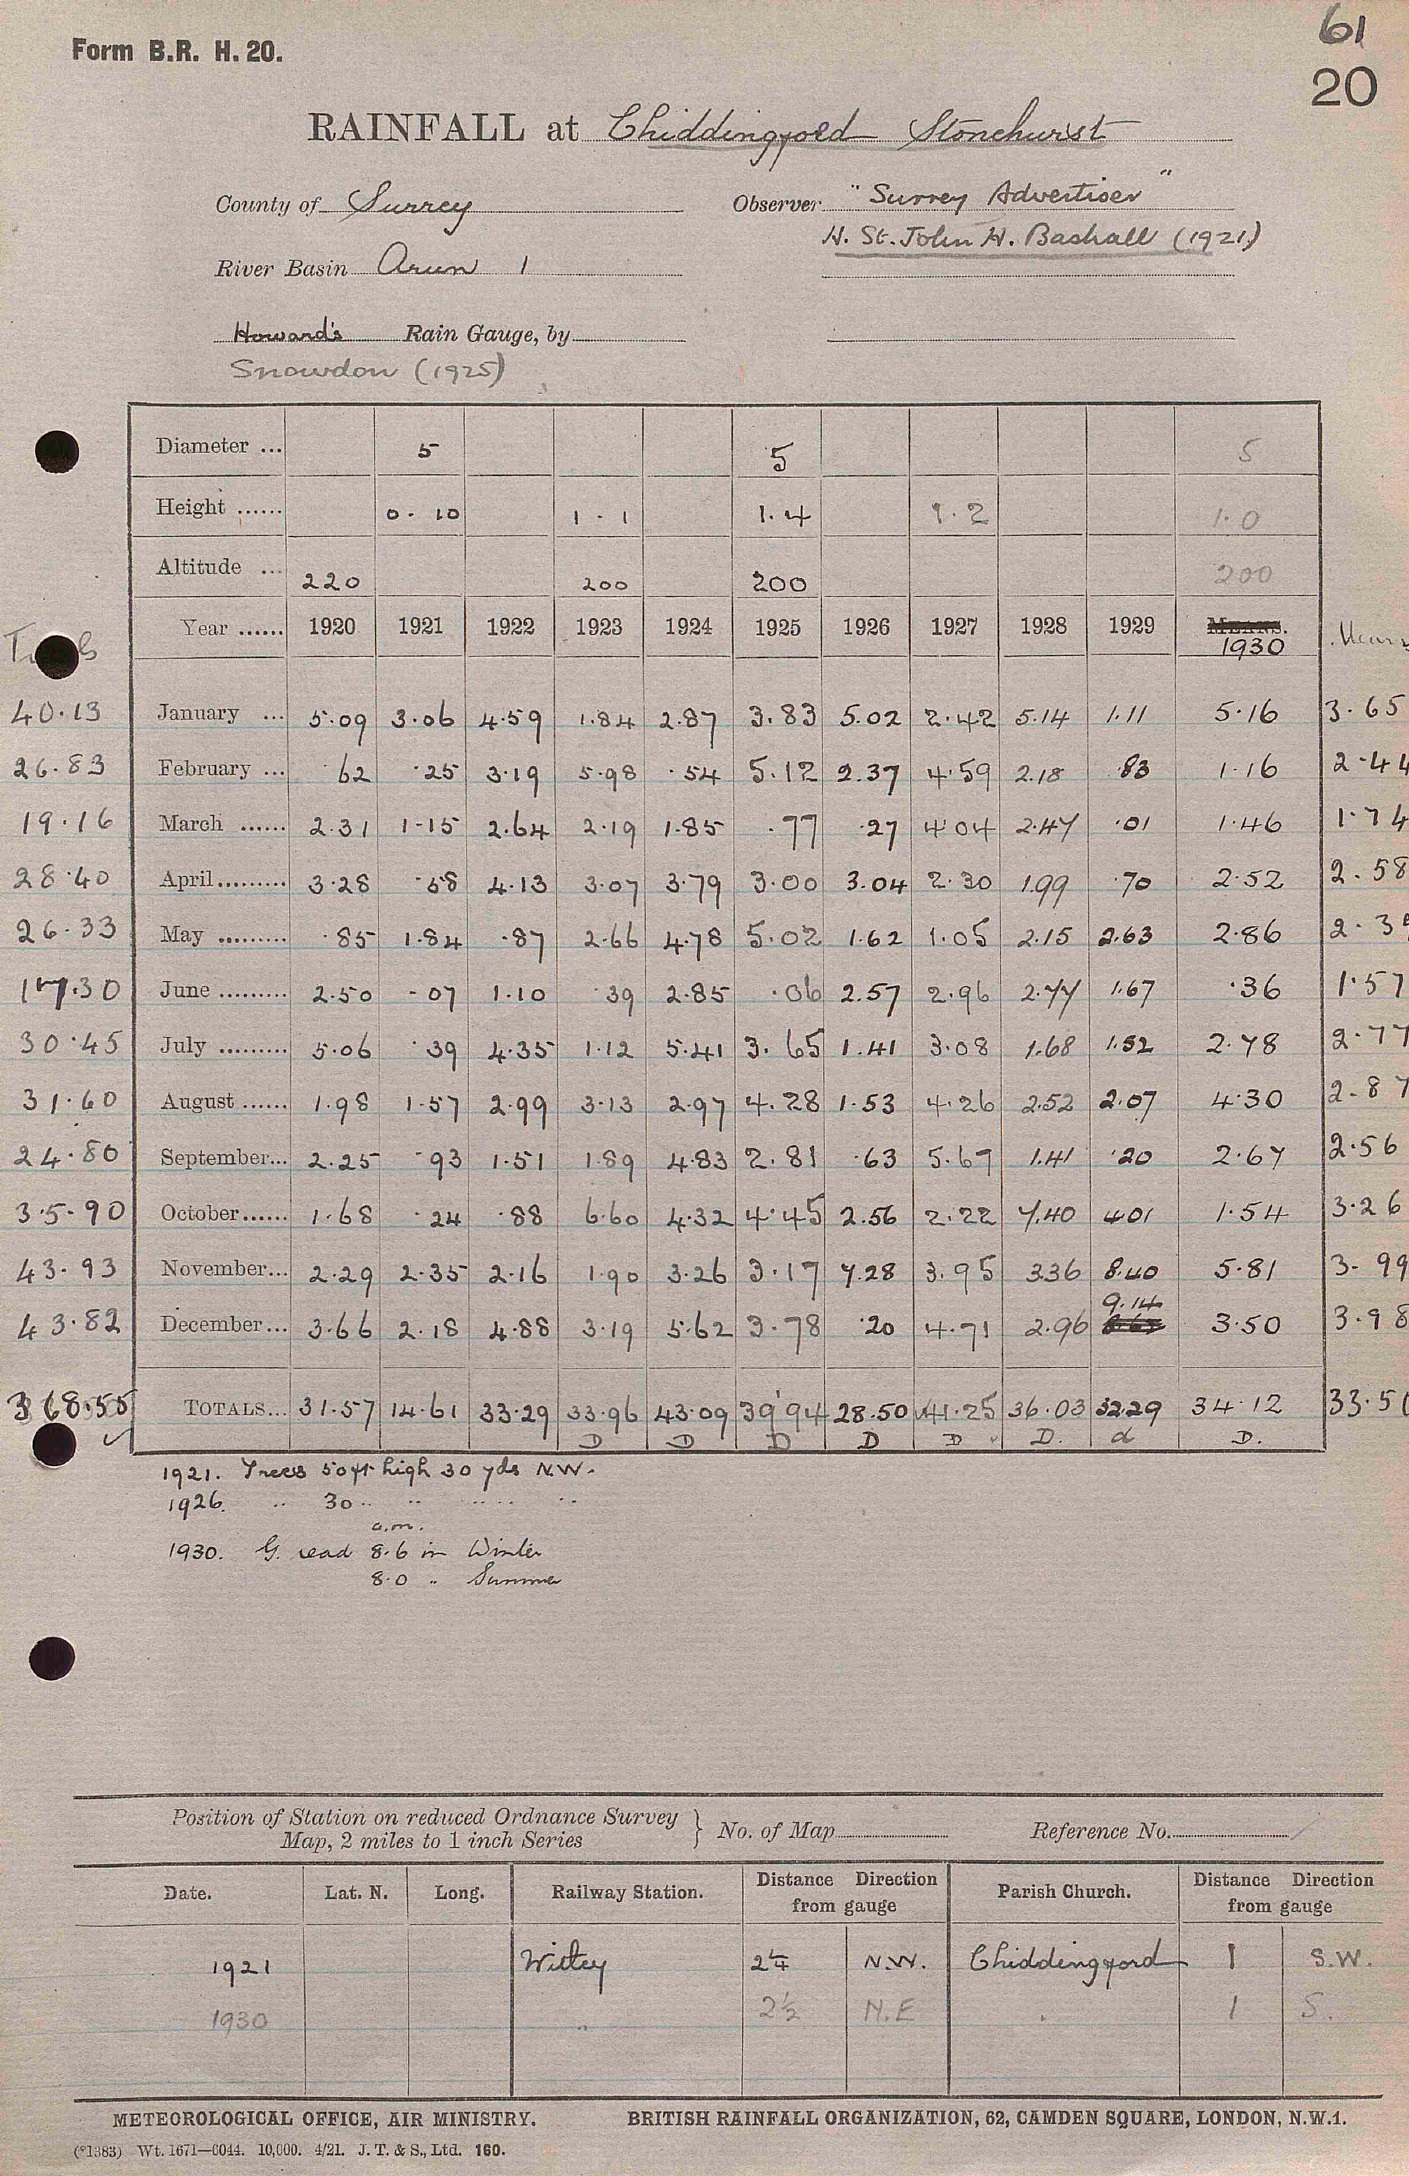 61
Form B.R. H. 20.
20
RAINFALL at Chiddingfold Stonehurst
County of Surrey Observer "Surrey Advertiser"
H. St. John H. Bashall (1921)
River Basin Arun 1
Howard's Rain Gauge, by
Snowdon (1925)
Diameter ... 5 5 5
Height ...... 0-10 1-1 1.4 1.2 1.0
Altitude ... 220 200 200 200
Year ...... 1920 1921 1922 1923 1924 1925 1926 1927 1928 1929 MEANS. 1930 Means
40.13 January ... 5.09 3.06 4.59 1.84 2.87 3.83 5.02 2.42 5.14 1.11 5.16 3.65
26.83 February ... .62 .25 3.19 5.98 .54 5.12 2.37 4.59 2.18 .83 1.16 2.44
19.16 March ...... 2.31 1.15 2.64 2.19 1.85 .77 .27 4.04 2.47 .01 1.46 1.74
28.40 April......... 3.28 .58 4.13 3.07 3.79 3.00 3.04 2.30 1.99 .70 2.52 2.58
26.33 May ......... .85 1.84 .87 2.66 4.78 5.02 1.62 1.05 2.15 2.63 2.86 2.39
17.30 June ......... 2.50 .07 1.10 .39 2.85 .06 2.57 2.96 2.77 1.67 .36 1.57
30.45 July ......... 5.06 .39 4.35 1.12 5.41 3.65 1.41 3.08 1.68 1.52 2.78 2.77
31.60 August ...... 1.98 1.57 2.99 3.13 2.97 4.28 1.53 4.26 2.52 2.07 4.30 2.87
24.80 September... 2.25 .93 1.51 1.89 4.83 2.81 .63 5.67 1.41 .20 2.67 2.56
35.90 October...... 1.68 .24 .88 6.60 4.32 4.45 2.56 2.22 7.40 4.01 1.54 3.26
43.93 November... 2.29 2.35 2.16 1.90 3.26 3.17 7.28 3.95 3.36 8.40 5.81 3.99
43.82 December... 3.66 2.18 4.88 3.19 5.62 3.78 .20 4.71 2.96 9.14 3.50 3.98
368.55 TOTALS... 31.57 14.61 33.29 33.96 43.09 39.94 28.50 41.25 36.03 32.29 34.12 33.50
D D D D D D. d D.
1921. Trees 50ft high 30 yds N.W.
1926. " 30 " " " " "
a.m.
1930. G. read 8.6 in Winter
8.0 " Summer
Position of Station on reduced Ordnance Survey
Map, 2 miles to 1 inch Series } No. of Map Reference No.
Date. Lat. N. Long. Railway Station. Distance Direction from gauge Parish Church. Distance Direction from gauge
1921 Witley 2¼ N.W. Chiddingfold 1 S.W.
1930 " 2½ N.E " 1 S.
METEOROLOGICAL OFFICE, AIR MINISTRY. BRITISH RAINFALL ORGANIZATION, 62, CAMDEN SQUARE, LONDON, N.W.1.
(*1383) Wt. 1671—6044. 10,000. 4/21. J. T. & S., Ltd. 160.